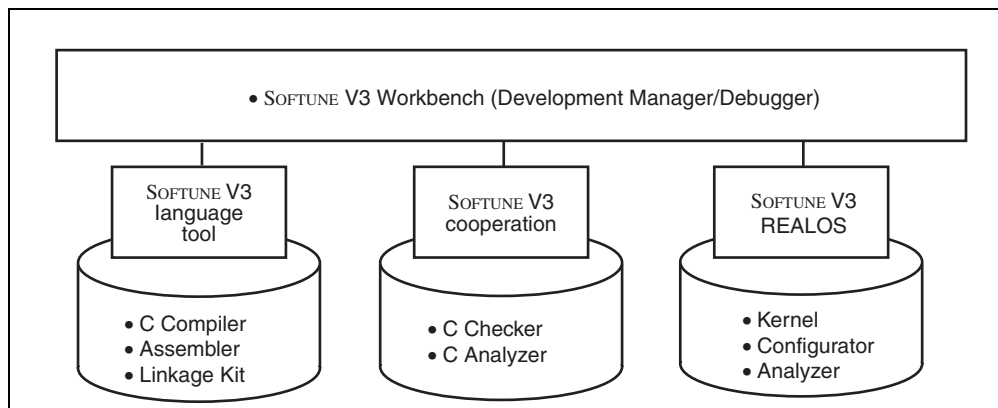 • SOFTUNE V3 Workbench (Development Manager/Debugger)
SOFTUNE V3
language
tool
• C Compiler
• Assembler
• Linkage Kit
SOFTUNE V3
cooperation
• C Checker
• C Analyzer
SOFTUNE V3
REALOS
• Kernel
• Configurator
• Analyzer